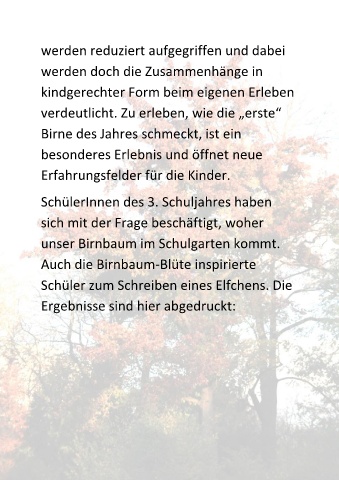 werden reduziert aufgegriffen und dabei
werden doch die Zusammenhänge in
kindgerechter Form beim eigenen Erleben
verdeutlicht. Zu erleben, wie die „erste“
Birne des Jahres schmeckt, ist ein
besonderes Erlebnis und öffnet neue
Erfahrungsfelder für die Kinder.
SchülerInnen des 3. Schuljahres haben
sich mit der Frage beschäftigt, woher
unser Birnbaum im Schulgarten kommt.
Auch die Birnbaum-Blüte inspirierte
Schüler zum Schreiben eines Elfchens. Die
Ergebnisse sind hier abgedruckt: